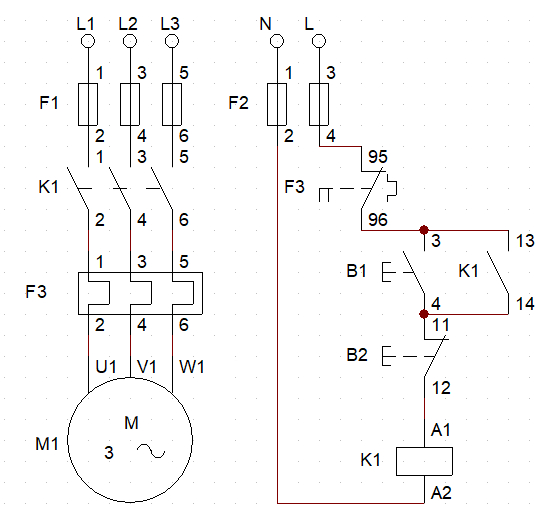 L1 L2 L3 N L
1 3 5 1 3
F1 F2
2 4 6 2 4
1 3 5 95
K1 F3
2 4 6 96
3 13
1 3 5 B1 K1
F3
4 14
2 4 6 11
B2
U1 V1 W1
12
M
M1 3
A1
K1
A2